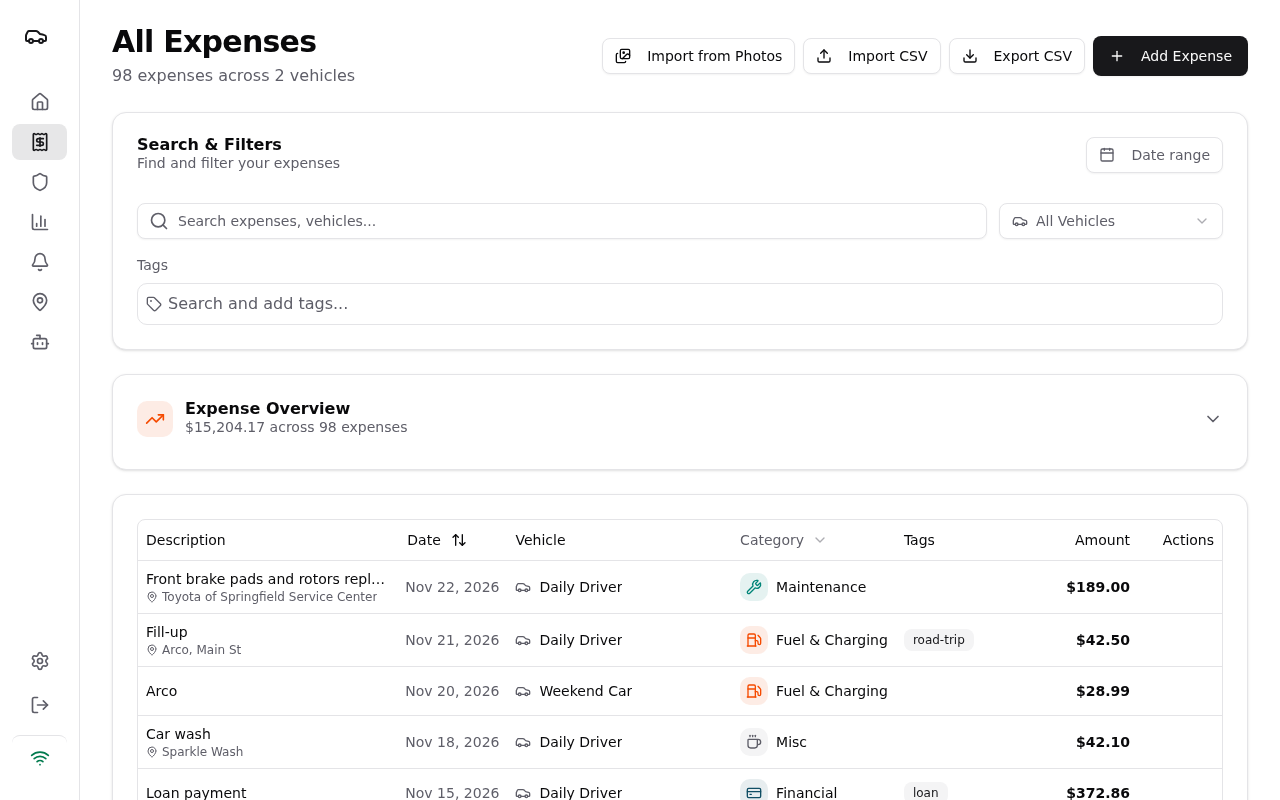 All Expenses
98 expenses across 2 vehicles
Import from Photos
Import CSV
Export CSV
Add Expense
Search & Filters
Find and filter your expenses
Date range
Search expenses, vehicles...
All Vehicles
Tags
Search and add tags...
Expense Overview
$15,204.17 across 98 expenses
Description Date Vehicle Category Tags Amount Actions
Front brake pads and rotors repl... Nov 22, 2026 Daily Driver Maintenance $189.00
Toyota of Springfield Service Center
Fill-up Nov 21, 2026 Daily Driver Fuel & Charging road-trip $42.50
Arco, Main St
Arco Nov 20, 2026 Weekend Car Fuel & Charging $28.99
Car wash Nov 18, 2026 Daily Driver Misc $42.10
Sparkle Wash
Loan payment Nov 15, 2026 Daily Driver Financial loan $372.86